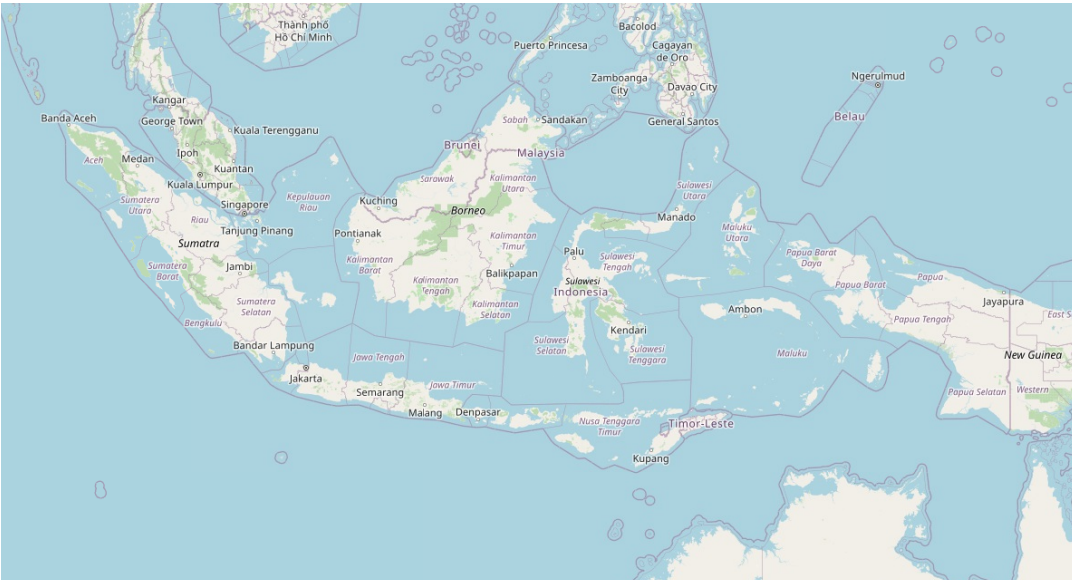 Thành phố
Hồ Chí Minh
Bacolod
Puerto Princesa
Cagayan
de Oro
Zamboanga
City
Davao City
Ngerulmud
Kangar
Banda Aceh
George Town
Kuala Terengganu
Sabah
Sandakan
General Santos
Belau
Ipoh
Brunei
Malaysia
Aceh
Medan
Kuantan
Kuala Lumpur
Sarawak
Kalimantan
Utara
Sulawesi
Utara
Sumatera
Utara
Kepulauan
Riau
Kuching
Singapore
Riau
Borneo
Manado
Tanjung Pinang
Pontianak
Maluku
Utara
Sumatra
Kalimantan
Timur
Palu
Papua Barat
Daya
Sumatera
Barat
Jambi
Kalimantan
Barat
Balikpapan
Sulawesi
Tengah
Kalimantan
Tengah
Sulawesi
Indonesia
Papua Barat
Papua
Sumatera
Selatan
Kalimantan
Selatan
Ambon
Jayapura
Bengkulu
Kendari
Papua Tengah
East S
Bandar Lampung
Sulawesi
Selatan
Sulawesi
Tenggara
Jawa Tengah
Maluku
New Guinea
Jakarta
Jawa Timur
Semarang
Papua Selatan
Western
Malang
Denpasar
Nusa Tenggara
Timur
Timor-Leste
Kupang